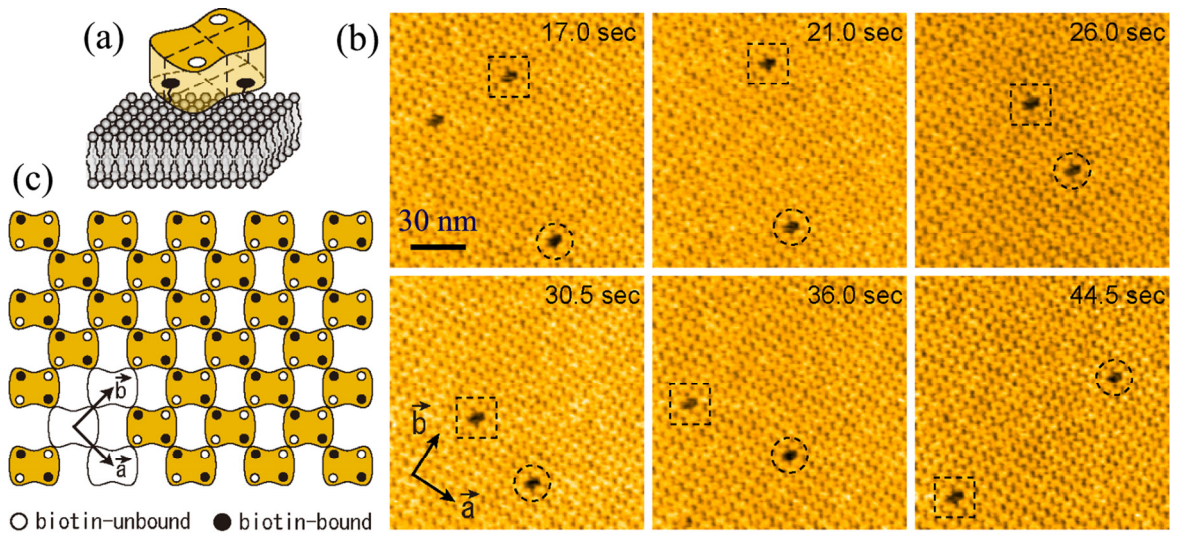 (a)
(b)
17.0 sec
21.0 sec
26.0 sec
30 nm
(c)
30.5 sec
36.0 sec
44.5 sec
b
a
b
a
biotin-unbound
biotin-bound